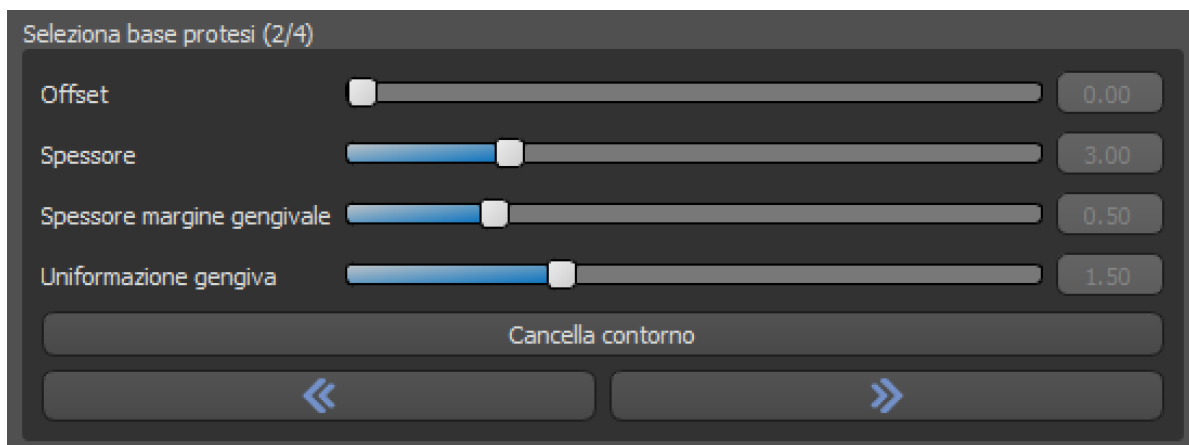 Seleziona base protesi (2/4)
Offset 0.00
Spessore 3.00
Spessore margine gengivale 0.50
Uniformazione gengiva 1.50
Cancella contorno